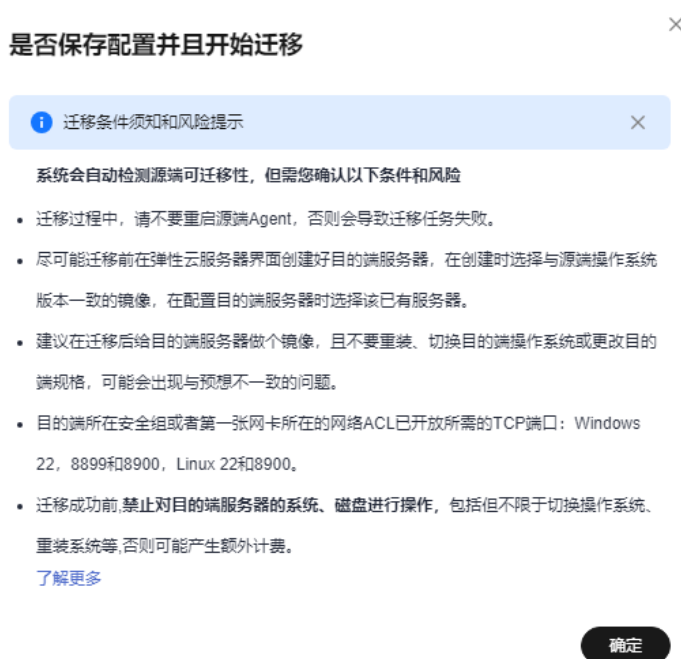 是否保存配置并且开始迁移
迁移条件须知和风险提示
系统会自动检测源端可迁移性，但需您确认以下条件和风险
迁移过程中，请不要重启源端Agent，否则会导致迁移任务失败。
尽可能迁移前在弹性云服务器界面创建好目的端服务器，在创建时选择与源端操作系统
版本一致的镜像，在配置目的端服务器时选择该已有服务器。
建议在迁移后给目的端服务器做个镜像，且不要重装、切换目的端操作系统或更改目的
端规格，可能会出现与预想不一致的问题。
目的端所在安全组或者第一张网卡所在的网络ACL已开放所需的TCP端口：Windows
22，8899和8900，Linux 22和8900。
迁移成功前,禁止对目的端服务器的系统、磁盘进行操作，包括但不限于切换操作系统、
重装系统等,否则可能产生额外计费。
了解更多
确定